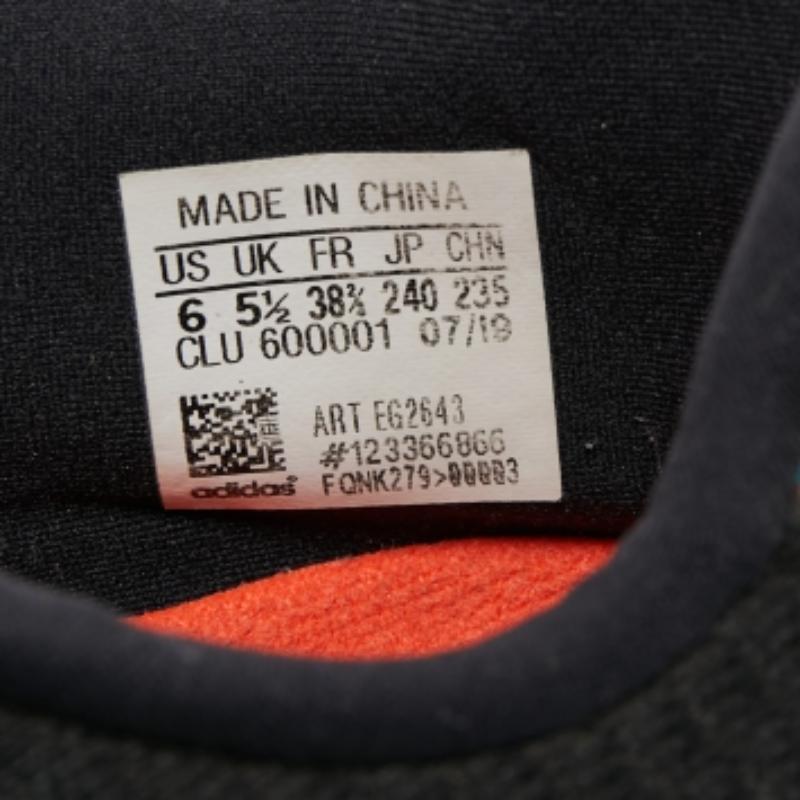 MADE IN CHINA
US UK FR JP CHN
6 5½ 38⅔ 240 235
CLU 600001 07/19
ART EG2643
#123366866
FQNK279>00003
adidas®